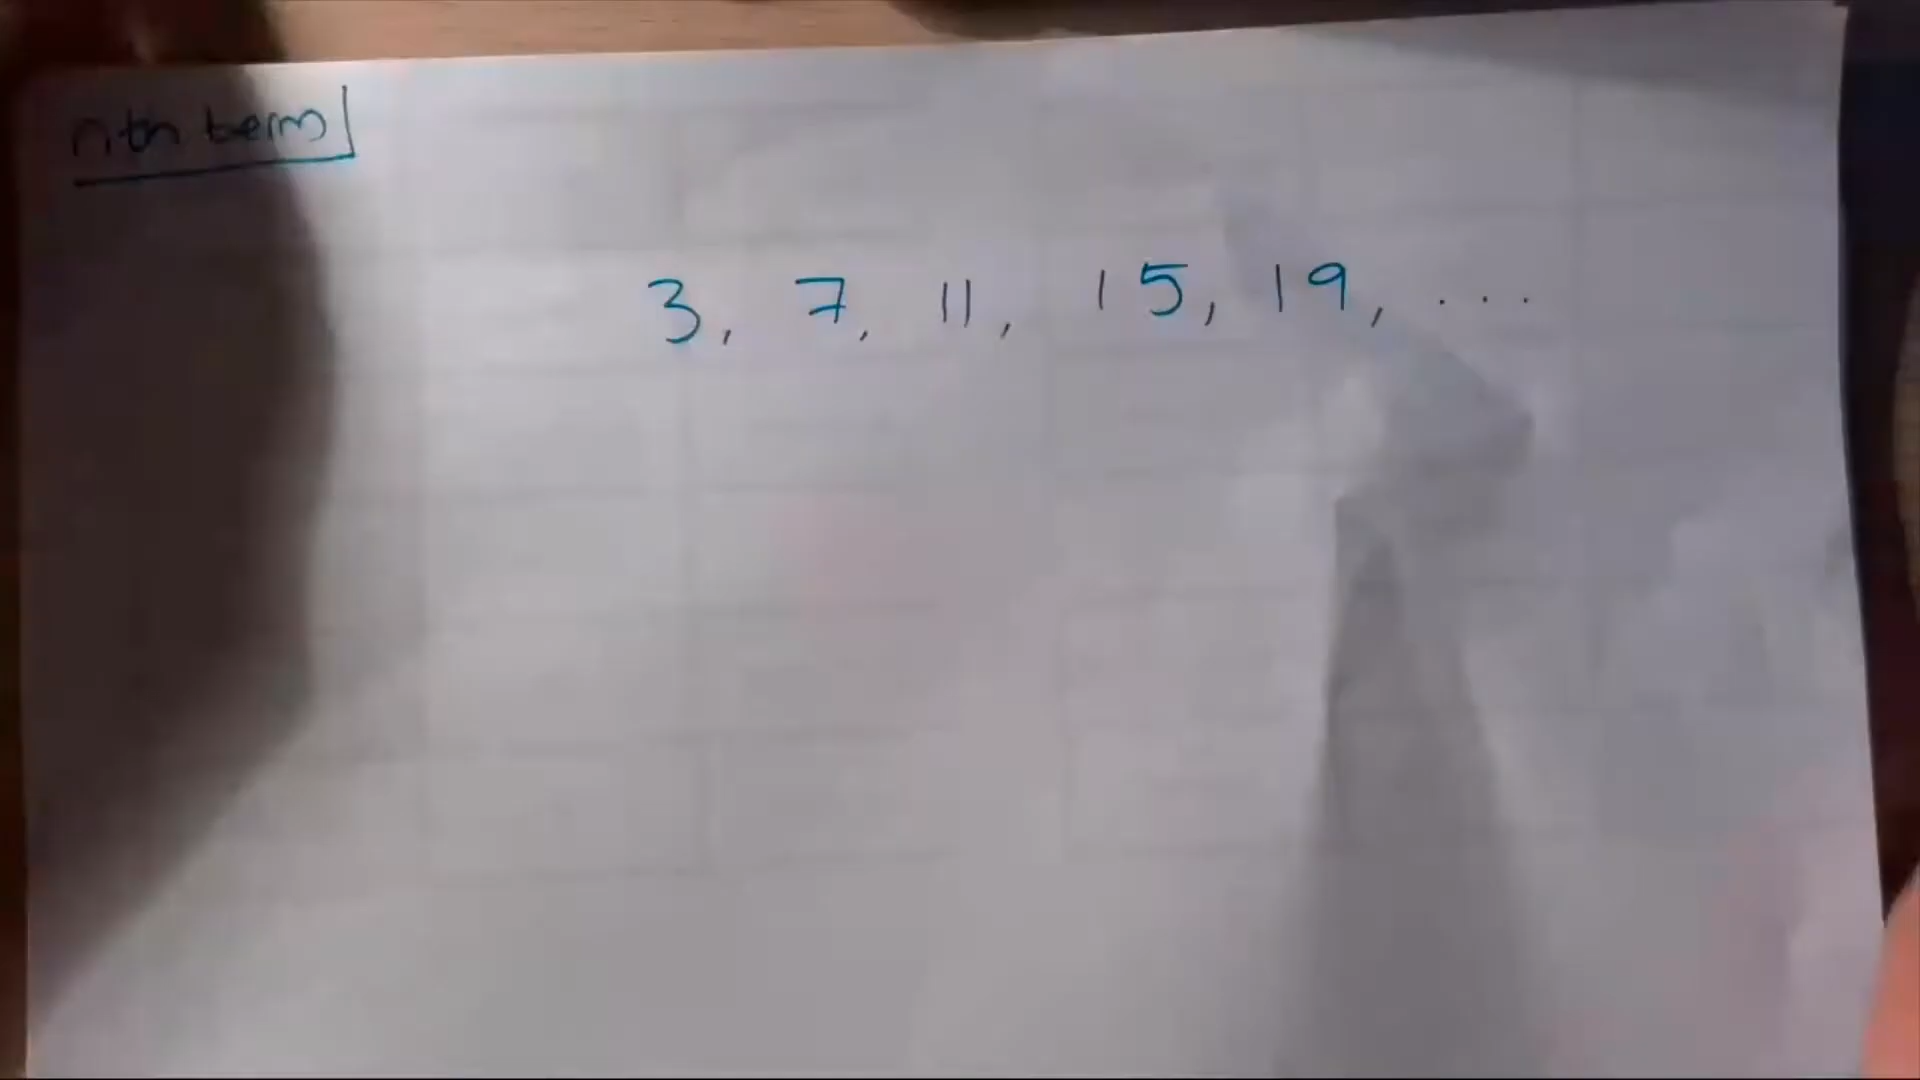 nth term
3, 7, 11, 15, 19, ...